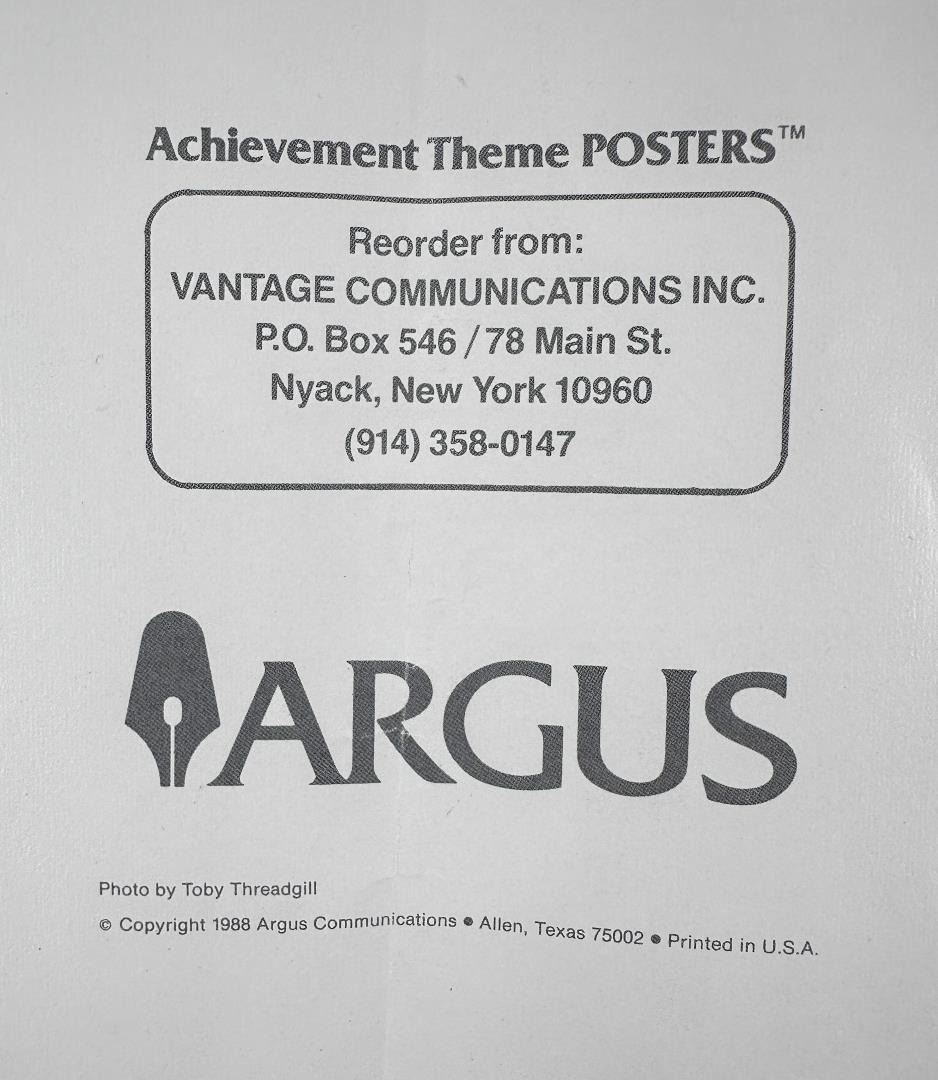 Achievement Theme POSTERS™
Reorder from:
VANTAGE COMMUNICATIONS INC.
P.O. Box 546 / 78 Main St.
Nyack, New York 10960
(914) 358-0147
ARGUS
Photo by Toby Threadgill
© Copyright 1988 Argus Communications ● Allen, Texas 75002 ● Printed in U.S.A.